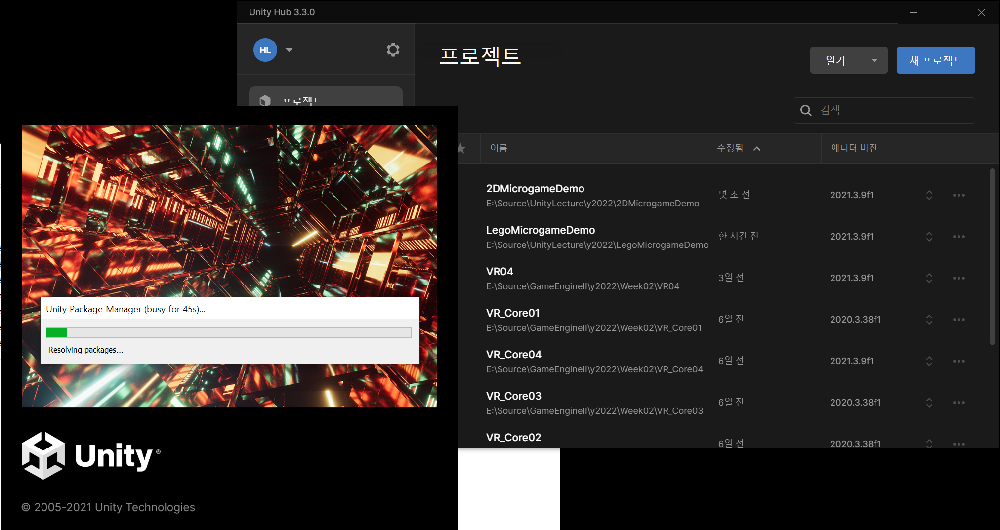 Unity Hub 3.3.0
HL
프로젝트
열기
새 프로젝트
프로젝트
검색
이름
수정됨
에디터 버전
2DMicrogameDemo
E:\Source\UnityLecture\y2022\2DMicrogameDemo
몇 초 전
2021.3.9f1
LegoMicrogameDemo
E:\Source\UnityLecture\y2022\LegoMicrogameDemo
한 시간 전
2021.3.9f1
VR04
E:\Source\GameEngineII\y2022\Week02\VR04
3일 전
2021.3.9f1
VR_Core01
E:\Source\GameEngineII\y2022\Week02\VR_Core01
6일 전
2020.3.38f1
VR_Core04
E:\Source\GameEngineII\y2022\Week02\VR_Core04
6일 전
2021.3.9f1
VR_Core03
E:\Source\GameEngineII\y2022\Week02\VR_Core03
6일 전
2020.3.38f1
VR_Core02
6일 전
2020.3.38f1
Unity Package Manager (busy for 45s)...
Resolving packages...
Unity®
© 2005-2021 Unity Technologies